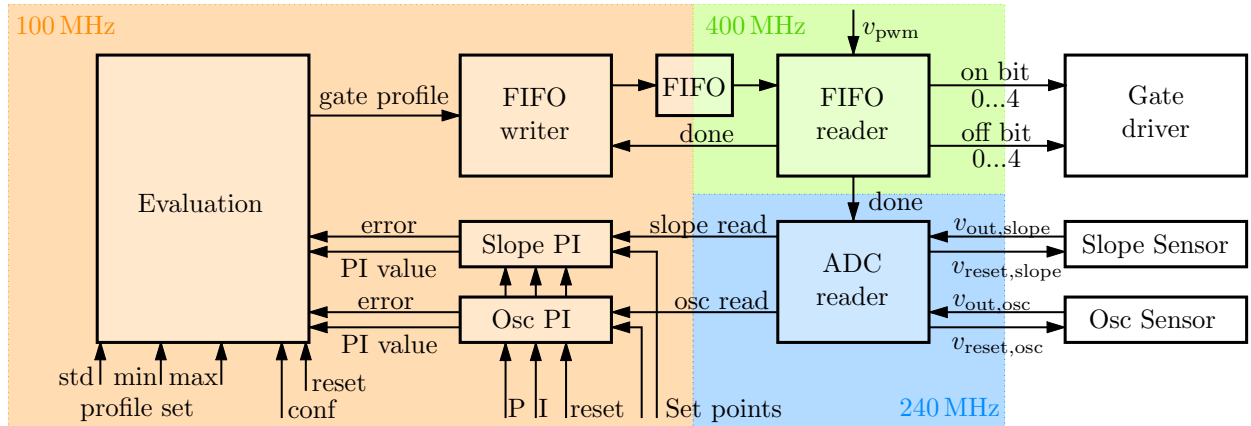 100 MHz
400 MHz
v_pwm
Evaluation
gate profile
FIFO
writer
FIFO
FIFO
reader
on bit
0...4
off bit
0...4
Gate
driver
done
done
error
PI value
Slope PI
slope read
ADC
reader
v_out,slope
v_reset,slope
Slope Sensor
error
PI value
Osc PI
osc read
v_out,osc
v_reset,osc
Osc Sensor
std
min
max
profile set
conf
reset
P
I
reset
Set points
240 MHz